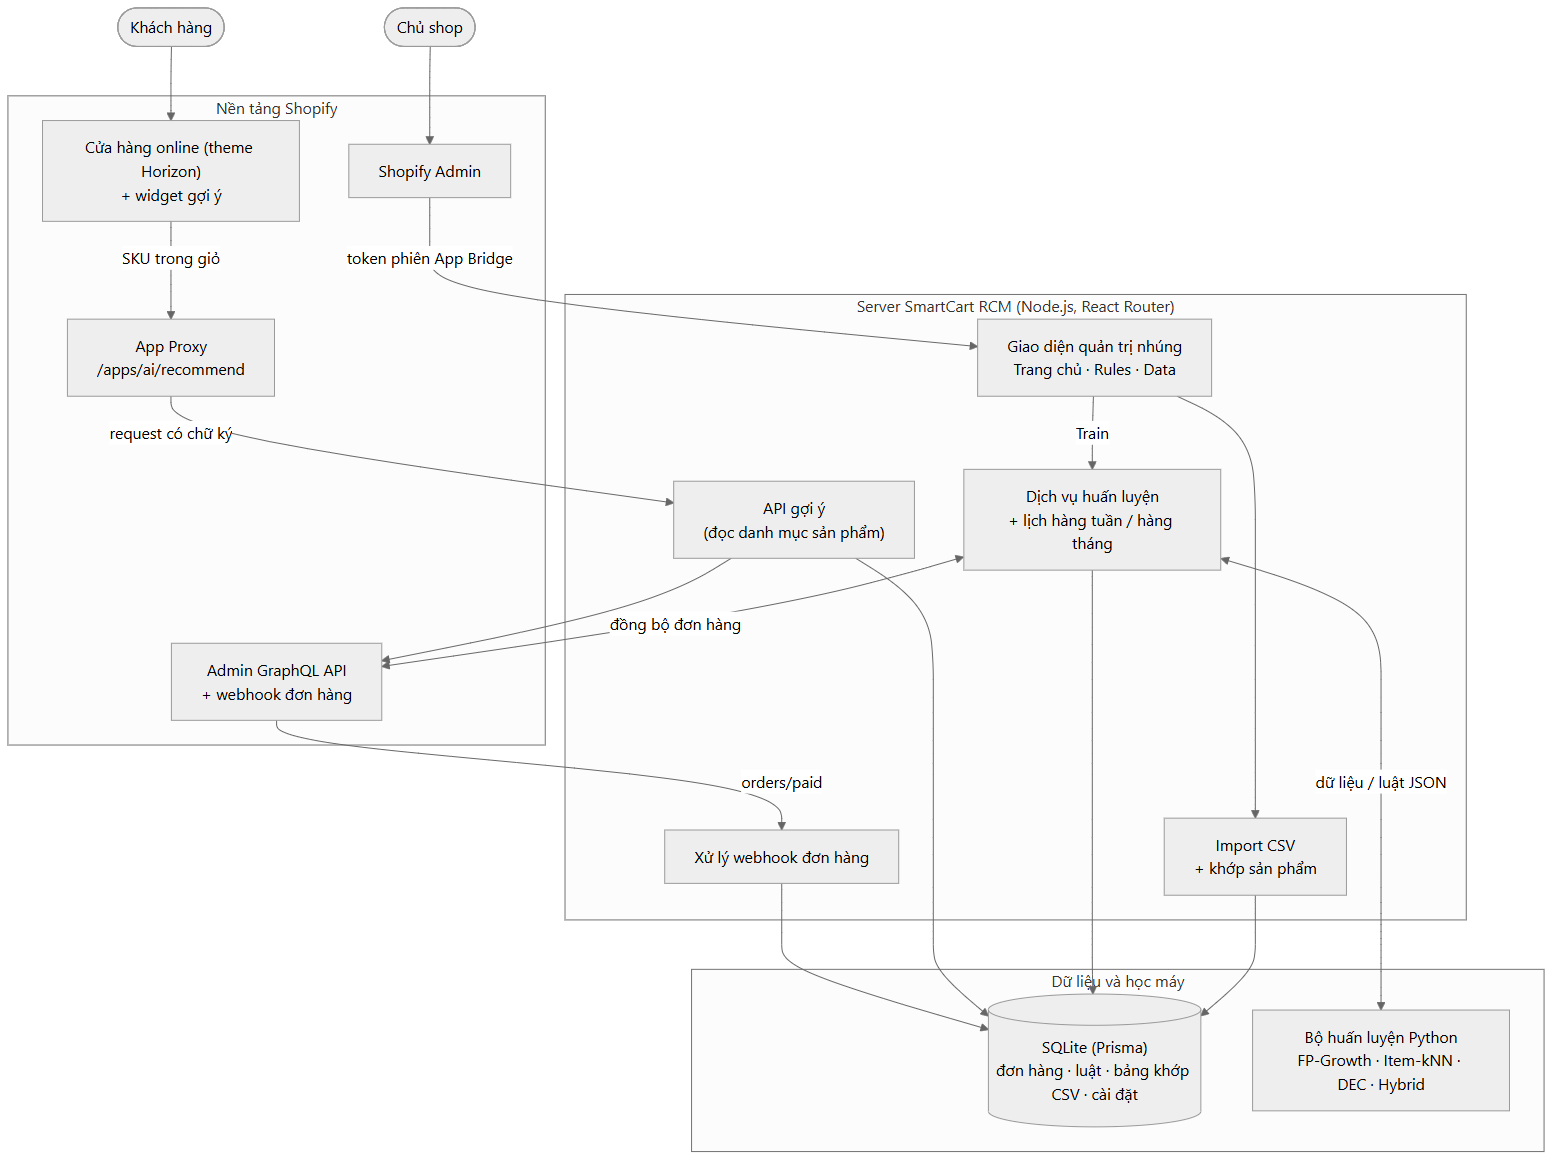 Khách hàng
Chủ shop
Nền tảng Shopify
Cửa hàng online (theme
Horizon)
+ widget gợi ý
Shopify Admin
SKU trong giỏ
token phiên App Bridge
Server SmartCart RCM (Node.js, React Router)
App Proxy
/apps/ai/recommend
Giao diện quản trị nhúng
Trang chủ · Rules · Data
request có chữ ký
Train
API gợi ý
(đọc danh mục sản phẩm)
Dịch vụ huấn luyện
+ lịch hàng tuần / hàng
tháng
đồng bộ đơn hàng
Admin GraphQL API
+ webhook đơn hàng
orders/paid
dữ liệu / luật JSON
Xử lý webhook đơn hàng
Import CSV
+ khớp sản phẩm
Dữ liệu và học máy
SQLite (Prisma)
đơn hàng · luật · bảng khớp
CSV · cài đặt
Bộ huấn luyện Python
FP-Growth · Item-kNN ·
DEC · Hybrid